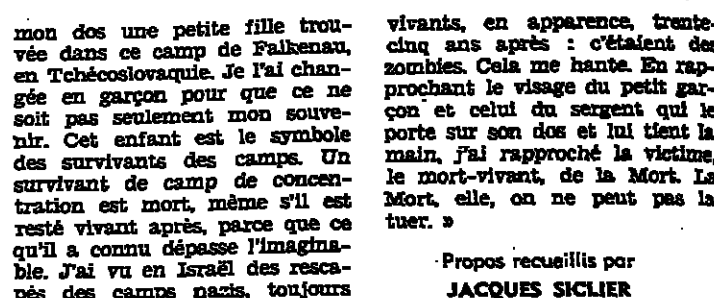 mon dos une petite fille trou-
vée dans ce camp de Falkenau,
en Tchécoslovaquie. Je l'ai chan-
gée en garçon pour que ce ne
soit pas seulement mon souve-
nir. Cet enfant est le symbole
des survivants des camps. Un
survivant de camp de concen-
tration est mort, même s'il est
resté vivant après, parce que ce
qu'il a connu dépasse l'imagina-
ble. J'ai vu en Israël des resca-
pés des camps nazis, toujours
vivants, en apparence, trente-
cinq ans après : c'étaient des
zombies. Cela me hante. En rap-
prochant le visage du petit gar-
çon et celui du sergent qui le
porte sur son dos et lui tient la
main, j'ai rapproché la victime,
le mort-vivant, de la Mort. La
Mort, elle, on ne peut pas la
tuer. »
Propos recueillis par
JACQUES SICLIER